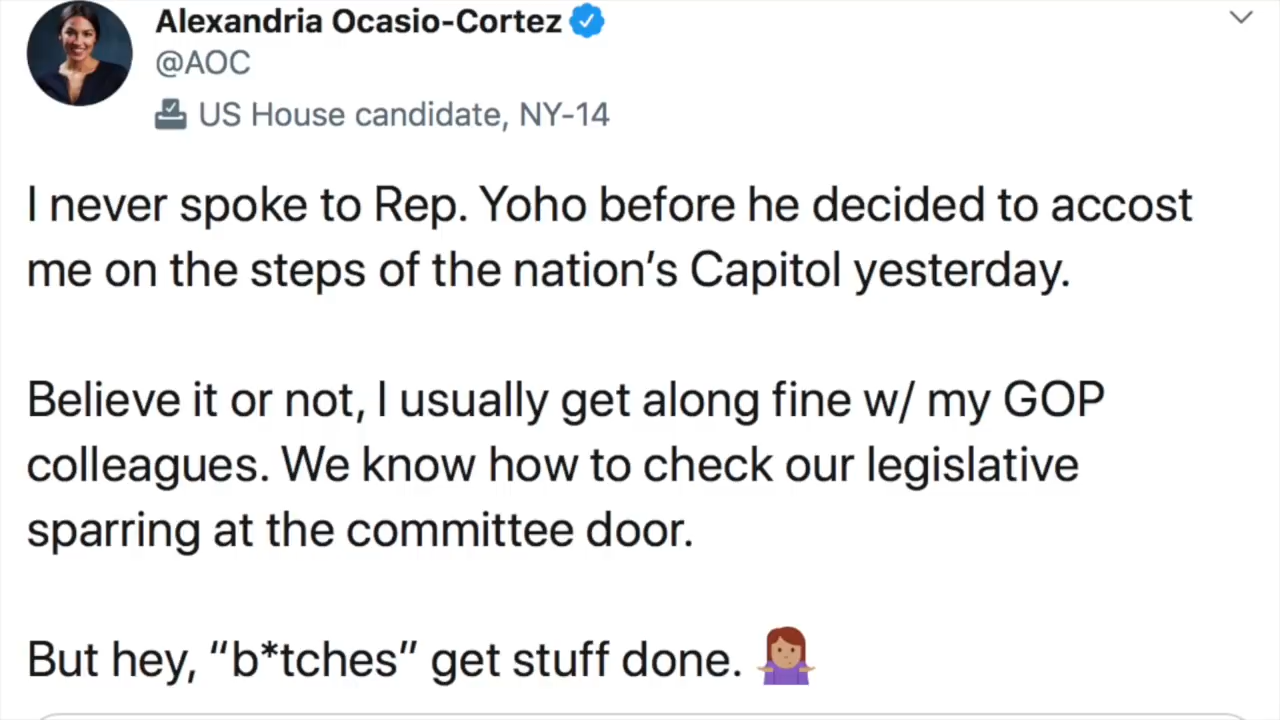 Alexandria Ocasio-Cortez
@AOC
US House candidate, NY-14
I never spoke to Rep. Yoho before he decided to accost
me on the steps of the nation’s Capitol yesterday.
Believe it or not, I usually get along fine w/ my GOP
colleagues. We know how to check our legislative
sparring at the committee door.
But hey, “b*tches” get stuff done. 🤷🏽‍♀️